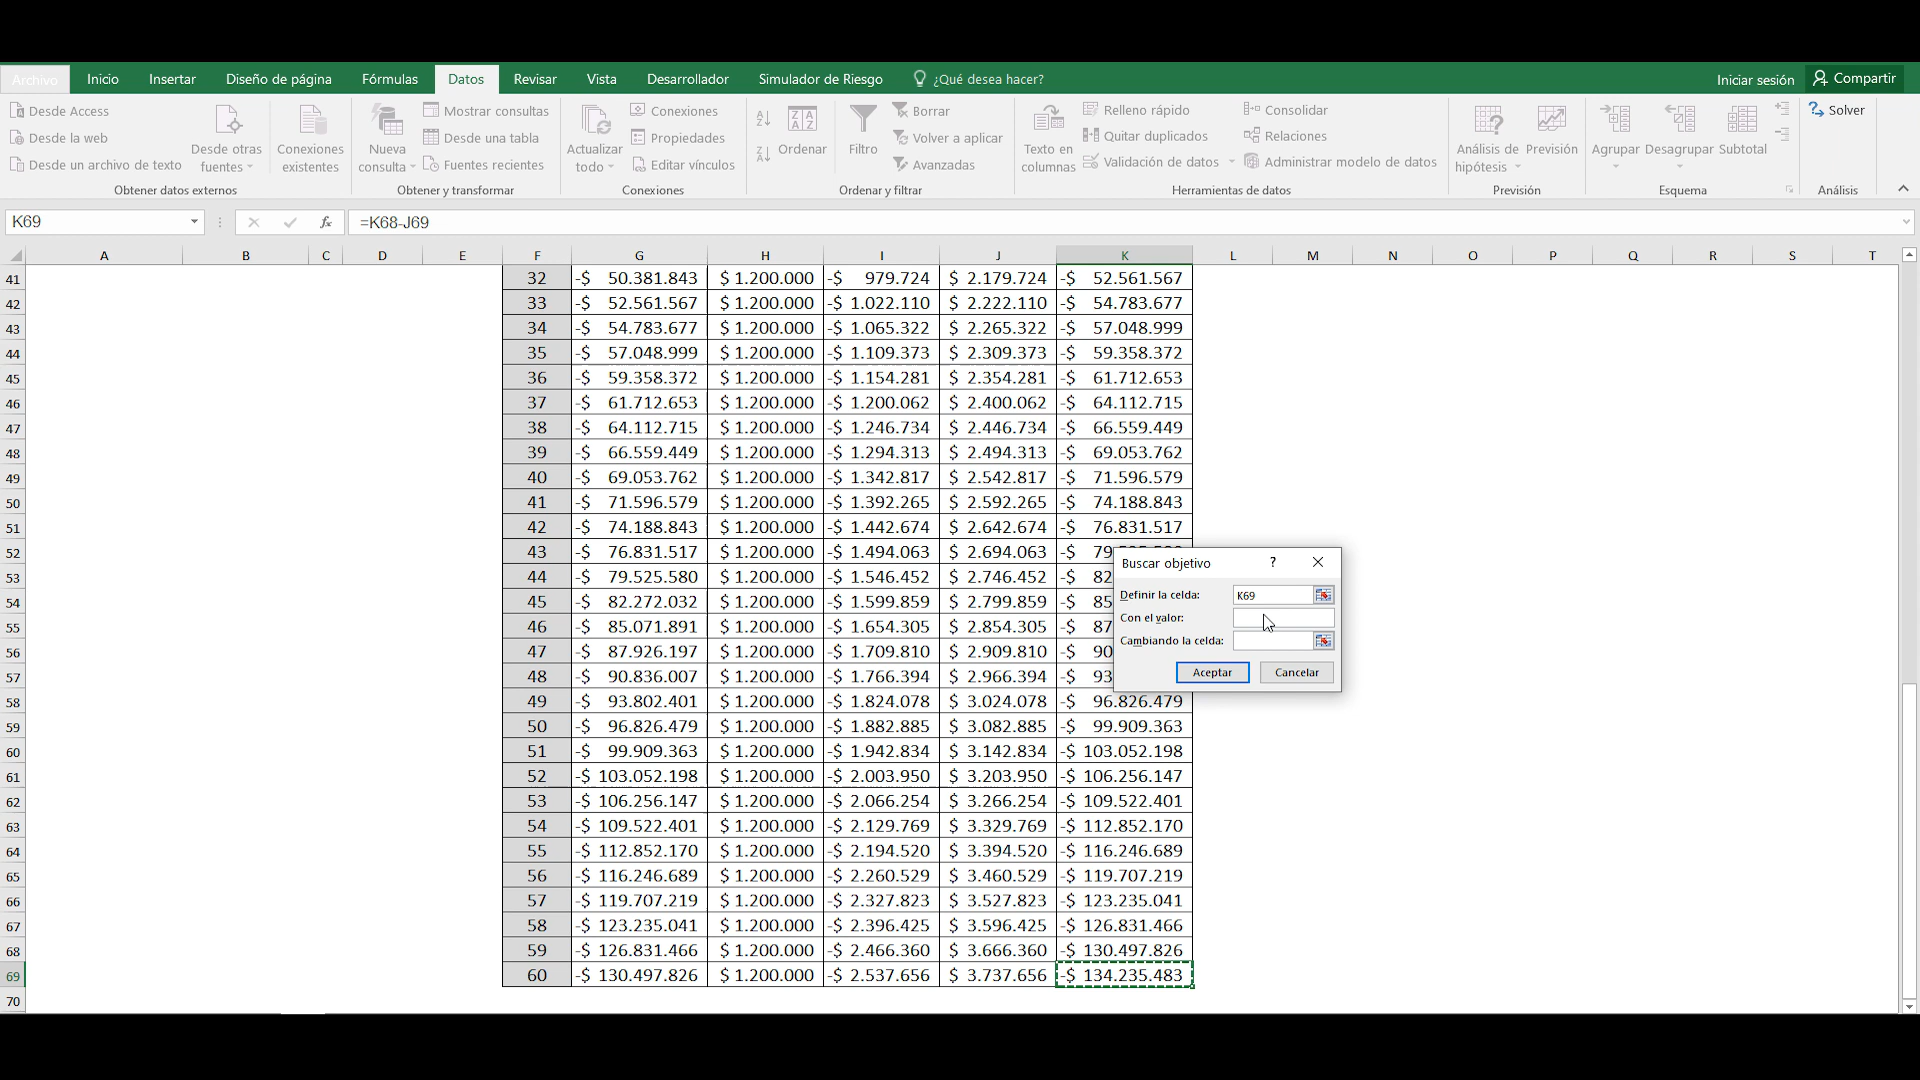 Archivo Inicio Insertar Diseño de página Fórmulas Datos Revisar Vista Desarrollador Simulador de Riesgo ¿Qué desea hacer? Iniciar sesión Compartir
Desde Access
Desde la web
Desde un archivo de texto
Desde otras
fuentes
Conexiones
existentes
Obtener datos externos
Nueva
consulta
Mostrar consultas
Desde una tabla
Fuentes recientes
Obtener y transformar
Actualizar
todo
Conexiones
Propiedades
Editar vínculos
Conexiones
Ordenar
Filtro
Borrar
Volver a aplicar
Avanzadas
Ordenar y filtrar
Texto en
columnas
Relleno rápido
Quitar duplicados
Validación de datos
Consolidar
Relaciones
Administrar modelo de datos
Herramientas de datos
Análisis de
hipótesis
Previsión
Previsión
Agrupar
Desagrupar
Subtotal
Esquema
Solver
Análisis
K69 fx =K68-J69
A B C D E F G H I J K L M N O P Q R S T
41 32 -$ 50.381.843 $ 1.200.000 -$ 979.724 $ 2.179.724 -$ 52.561.567
42 33 -$ 52.561.567 $ 1.200.000 -$ 1.022.110 $ 2.222.110 -$ 54.783.677
43 34 -$ 54.783.677 $ 1.200.000 -$ 1.065.322 $ 2.265.322 -$ 57.048.999
44 35 -$ 57.048.999 $ 1.200.000 -$ 1.109.373 $ 2.309.373 -$ 59.358.372
45 36 -$ 59.358.372 $ 1.200.000 -$ 1.154.281 $ 2.354.281 -$ 61.712.653
46 37 -$ 61.712.653 $ 1.200.000 -$ 1.200.062 $ 2.400.062 -$ 64.112.715
47 38 -$ 64.112.715 $ 1.200.000 -$ 1.246.734 $ 2.446.734 -$ 66.559.449
48 39 -$ 66.559.449 $ 1.200.000 -$ 1.294.313 $ 2.494.313 -$ 69.053.762
49 40 -$ 69.053.762 $ 1.200.000 -$ 1.342.817 $ 2.542.817 -$ 71.596.579
50 41 -$ 71.596.579 $ 1.200.000 -$ 1.392.265 $ 2.592.265 -$ 74.188.843
51 42 -$ 74.188.843 $ 1.200.000 -$ 1.442.674 $ 2.642.674 -$ 76.831.517
52 43 -$ 76.831.517 $ 1.200.000 -$ 1.494.063 $ 2.694.063 -$ 79
53 44 -$ 79.525.580 $ 1.200.000 -$ 1.546.452 $ 2.746.452 -$ 82
54 45 -$ 82.272.032 $ 1.200.000 -$ 1.599.859 $ 2.799.859 -$ 85
55 46 -$ 85.071.891 $ 1.200.000 -$ 1.654.305 $ 2.854.305 -$ 87
56 47 -$ 87.926.197 $ 1.200.000 -$ 1.709.810 $ 2.909.810 -$ 90
57 48 -$ 90.836.007 $ 1.200.000 -$ 1.766.394 $ 2.966.394 -$ 93
58 49 -$ 93.802.401 $ 1.200.000 -$ 1.824.078 $ 3.024.078 -$ 96.826.479
59 50 -$ 96.826.479 $ 1.200.000 -$ 1.882.885 $ 3.082.885 -$ 99.909.363
60 51 -$ 99.909.363 $ 1.200.000 -$ 1.942.834 $ 3.142.834 -$ 103.052.198
61 52 -$ 103.052.198 $ 1.200.000 -$ 2.003.950 $ 3.203.950 -$ 106.256.147
62 53 -$ 106.256.147 $ 1.200.000 -$ 2.066.254 $ 3.266.254 -$ 109.522.401
63 54 -$ 109.522.401 $ 1.200.000 -$ 2.129.769 $ 3.329.769 -$ 112.852.170
64 55 -$ 112.852.170 $ 1.200.000 -$ 2.194.520 $ 3.394.520 -$ 116.246.689
65 56 -$ 116.246.689 $ 1.200.000 -$ 2.260.529 $ 3.460.529 -$ 119.707.219
66 57 -$ 119.707.219 $ 1.200.000 -$ 2.327.823 $ 3.527.823 -$ 123.235.041
67 58 -$ 123.235.041 $ 1.200.000 -$ 2.396.425 $ 3.596.425 -$ 126.831.466
68 59 -$ 126.831.466 $ 1.200.000 -$ 2.466.360 $ 3.666.360 -$ 130.497.826
69 60 -$ 130.497.826 $ 1.200.000 -$ 2.537.656 $ 3.737.656 -$ 134.235.483
70
Buscar objetivo ?
Definir la celda: K69
Con el valor:
Cambiando la celda:
Aceptar Cancelar